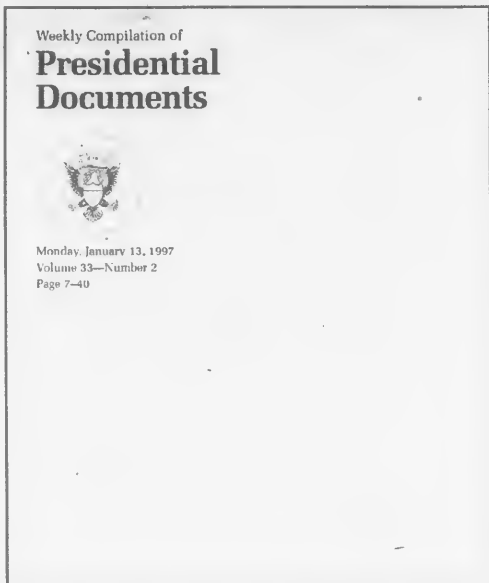 Weekly Compilation of
Presidential
Documents
Monday, January 13, 1997
Volume 33—Number 2
Page 7–40